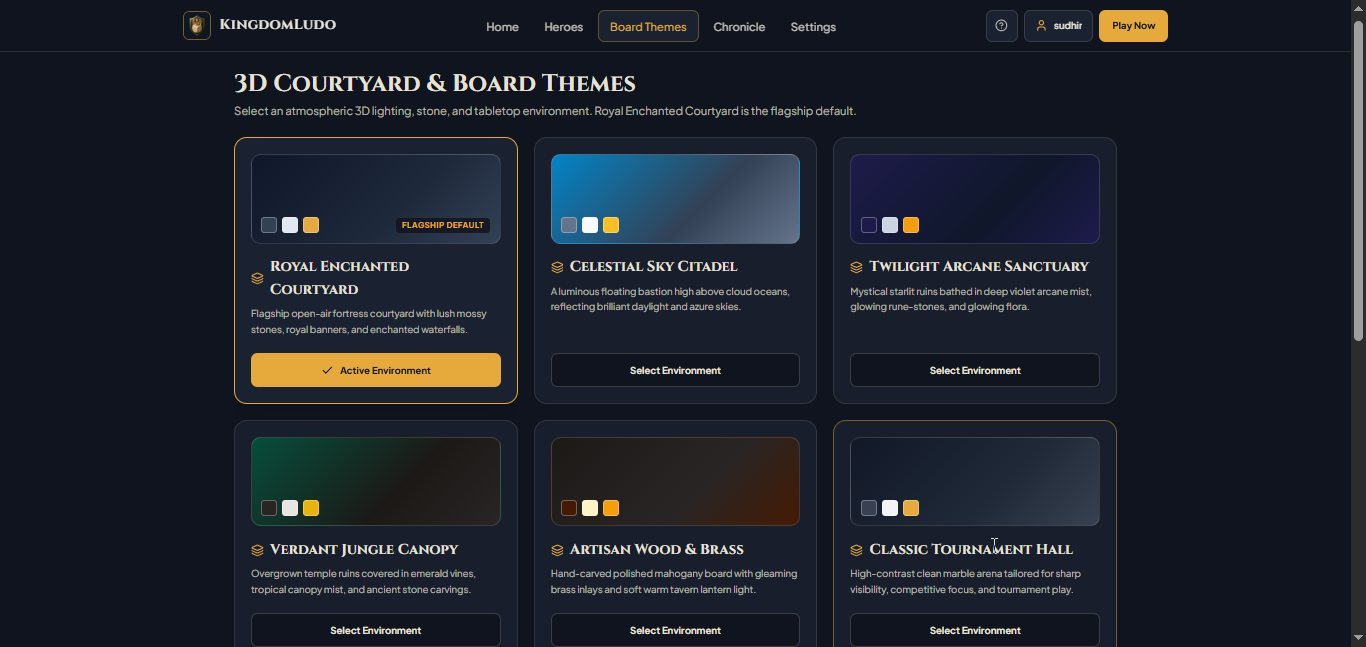 KingdomLudo
Home
Heroes
Board Themes
Chronicle
Settings
sudhir
Play Now
3D Courtyard & Board Themes
Select an atmospheric 3D lighting, stone, and tabletop environment. Royal Enchanted Courtyard is the flagship default.
FLAGSHIP DEFAULT
Royal Enchanted
Courtyard
Flagship open-air fortress courtyard with lush mossy
stones, royal banners, and enchanted waterfalls.
Active Environment
Celestial Sky Citadel
A luminous floating bastion high above cloud oceans,
reflecting brilliant daylight and azure skies.
Select Environment
Twilight Arcane Sanctuary
Mystical starlit ruins bathed in deep violet arcane mist,
glowing rune-stones, and glowing flora.
Select Environment
Verdant Jungle Canopy
Overgrown temple ruins covered in emerald vines,
tropical canopy mist, and ancient stone carvings.
Select Environment
Artisan Wood & Brass
Hand-carved polished mahogany board with gleaming
brass inlays and soft warm tavern lantern light.
Select Environment
Classic Tournament Hall
High-contrast clean marble arena tailored for sharp
visibility, competitive focus, and tournament play.
Select Environment